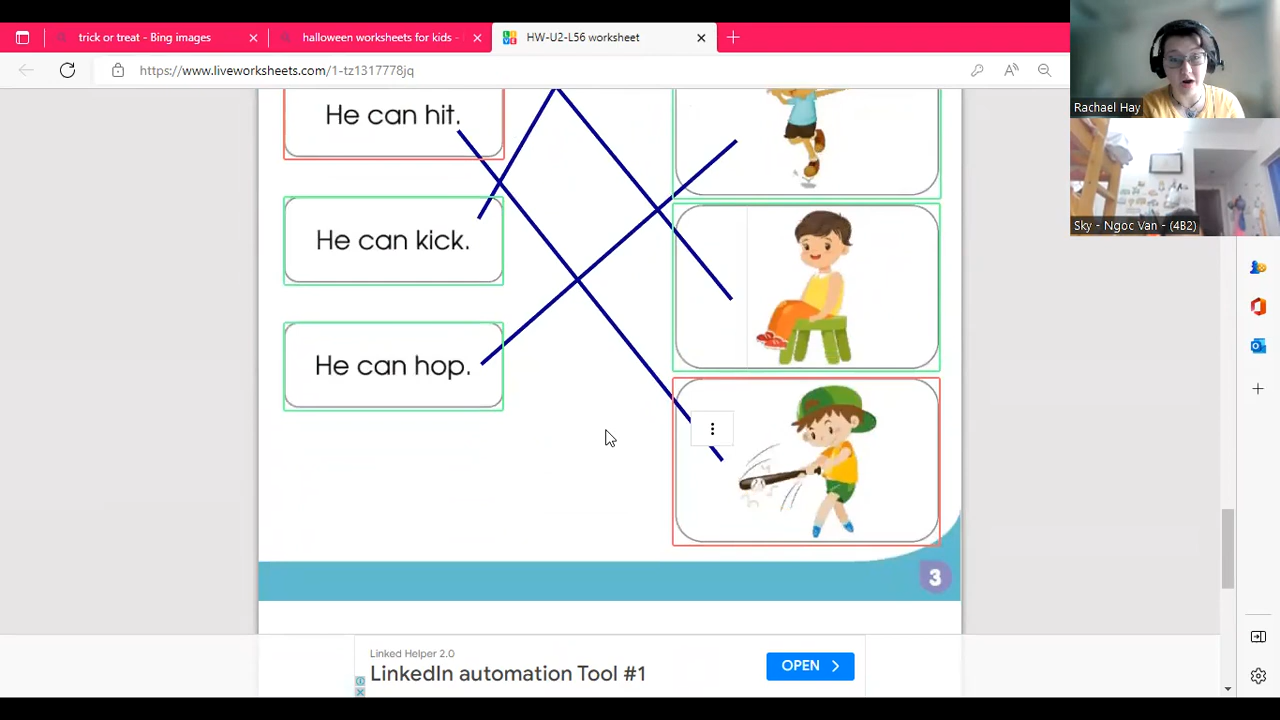 trick or treat - Bing images
halloween worksheets for kids -
HW-U2-L56 worksheet
https://www.liveworksheets.com/1-tz1317778jq
Rachael Hay
Sky - Ngoc Van - (4B2)
He can hit.
He can kick.
He can hop.
3
Linked Helper 2.0
LinkedIn automation Tool #1
OPEN